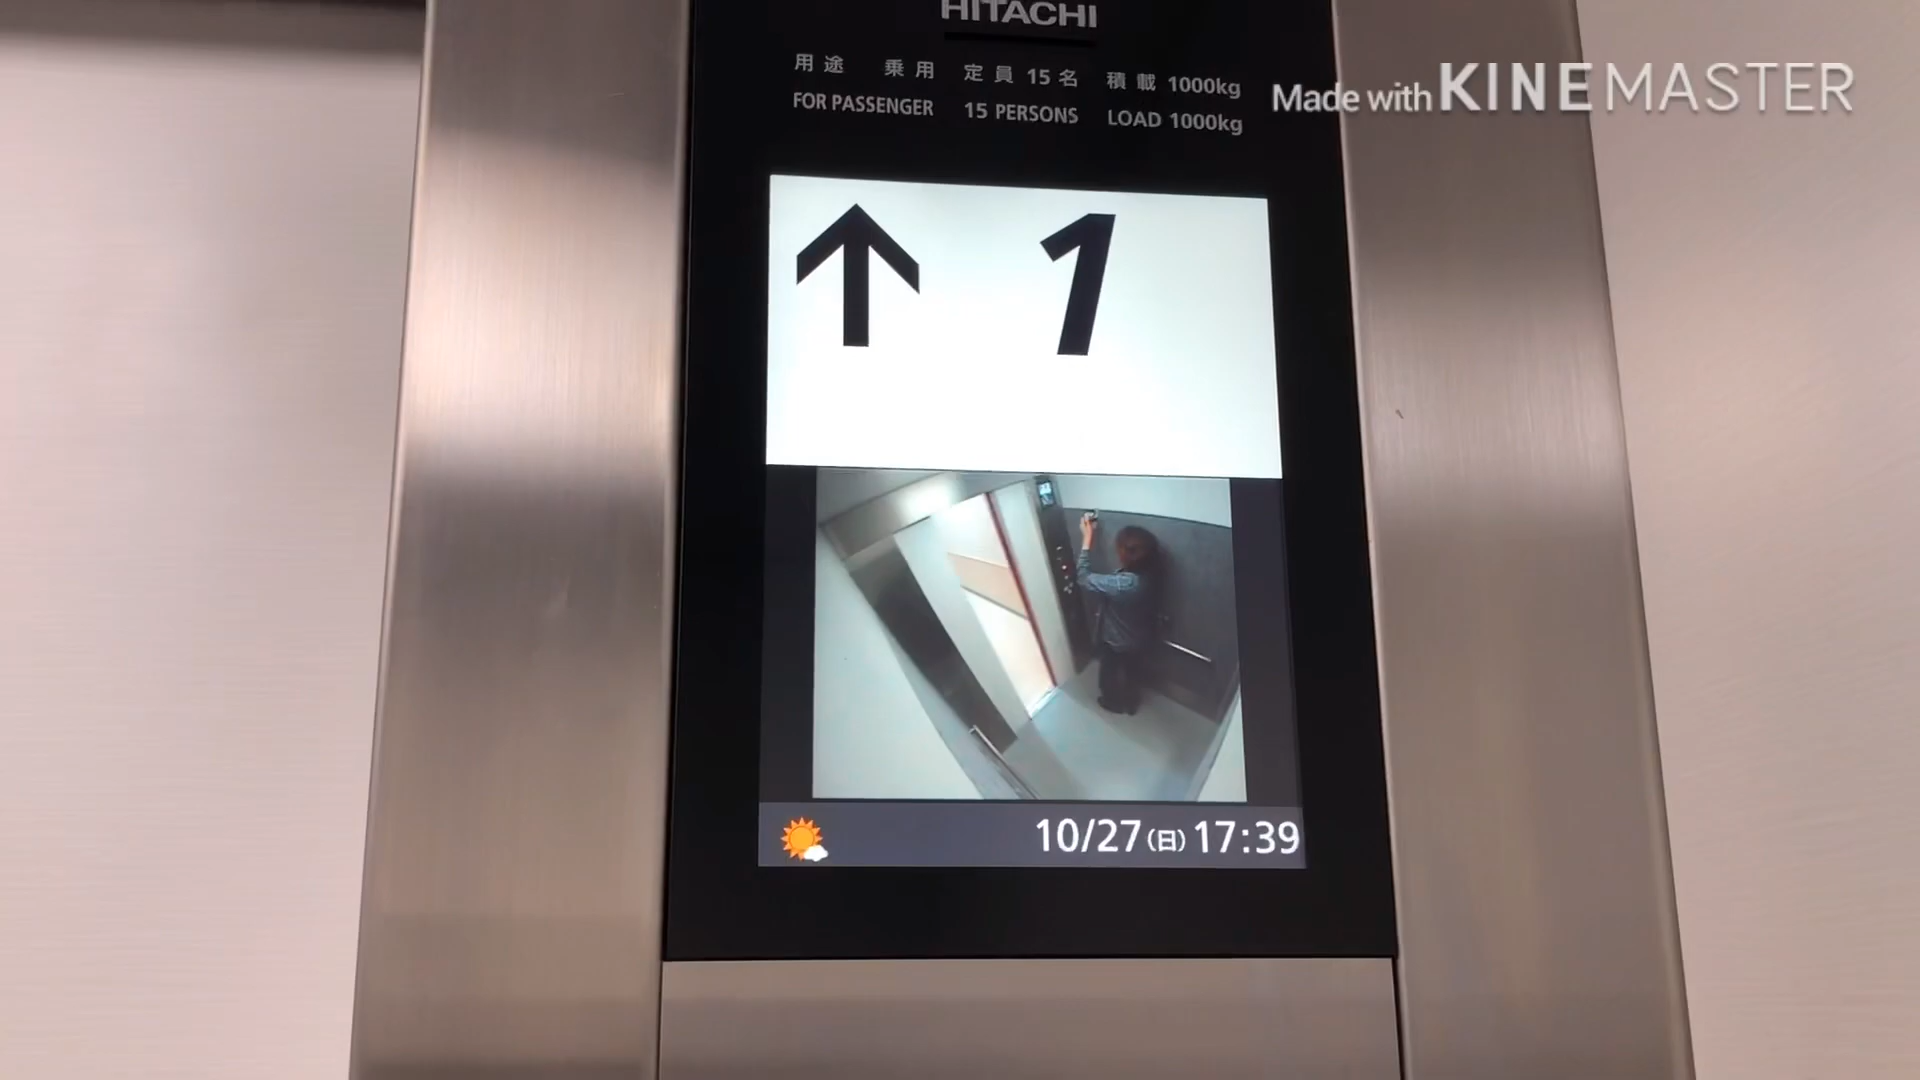 HITACHI
用途 乗用 定員 15名 積載 1000kg
FOR PASSENGER 15 PERSONS LOAD 1000kg
Made with KINEMASTER
1
10/27(日) 17:39